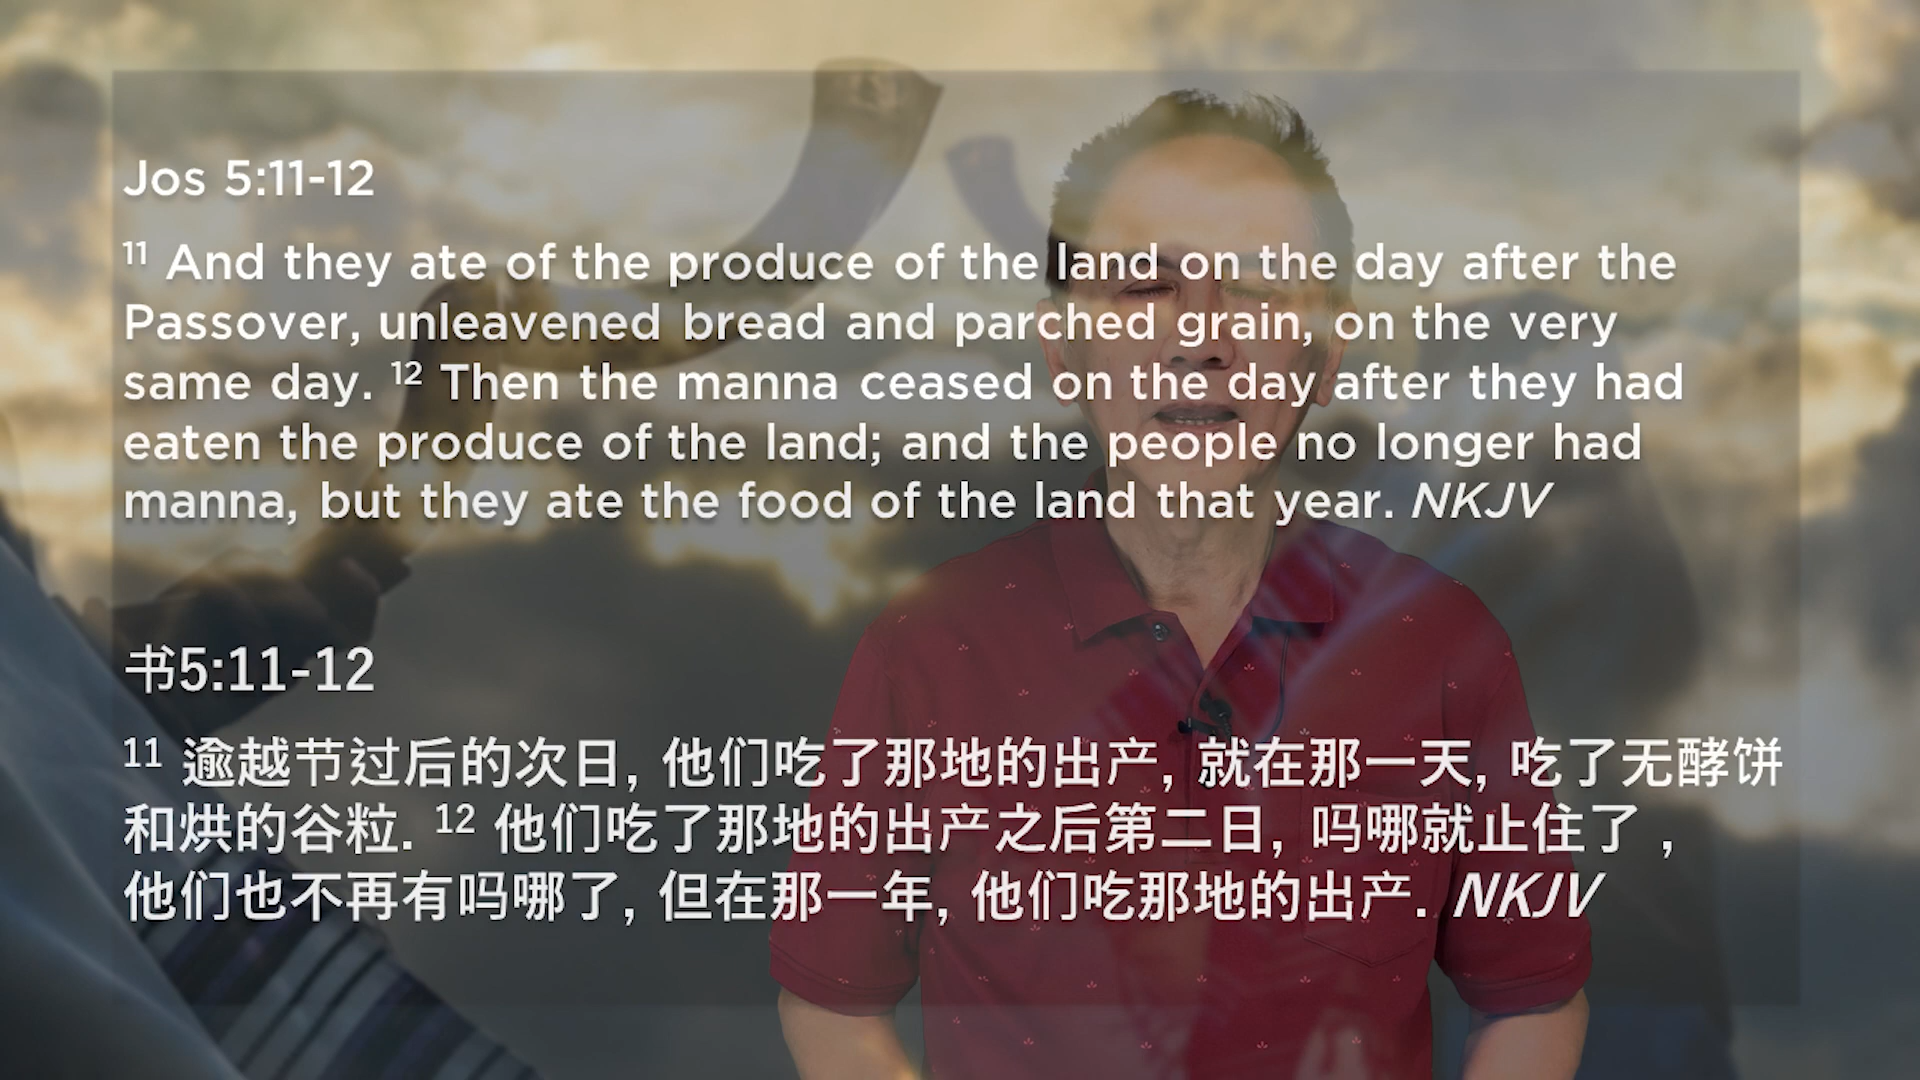 Jos 5:11-12
11 And they ate of the produce of the land on the day after the
Passover, unleavened bread and parched grain, on the very
same day. 12 Then the manna ceased on the day after they had
eaten the produce of the land; and the people no longer had
manna, but they ate the food of the land that year. NKJV
书5:11-12
11 逾越节过后的次日, 他们吃了那地的出产, 就在那一天, 吃了无酵饼
和烘的谷粒. 12 他们吃了那地的出产之后第二日, 吗哪就止住了 ,
他们也不再有吗哪了, 但在那一年, 他们吃那地的出产. NKJV